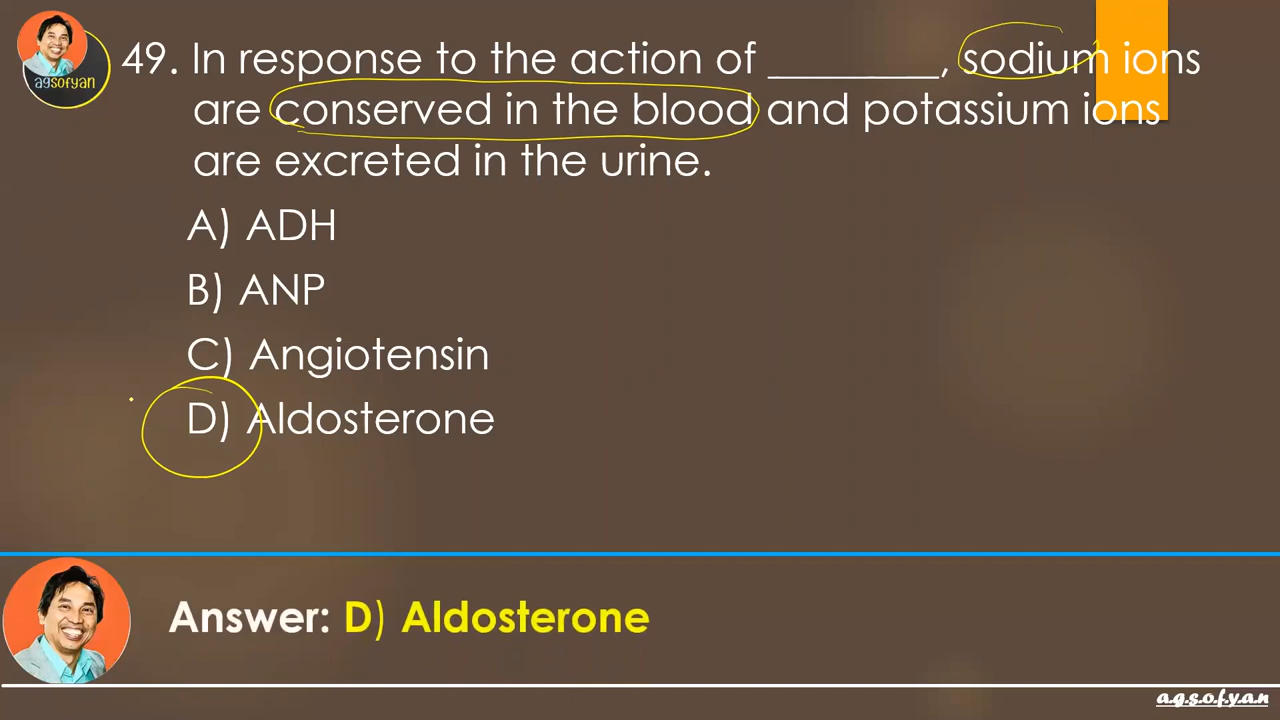 agsofyan
49. In response to the action of ________, sodium ions
are conserved in the blood and potassium ions
are excreted in the urine.
A) ADH
B) ANP
C) Angiotensin
D) Aldosterone
Answer: D) Aldosterone
a.g.s.o.f.y.a.n